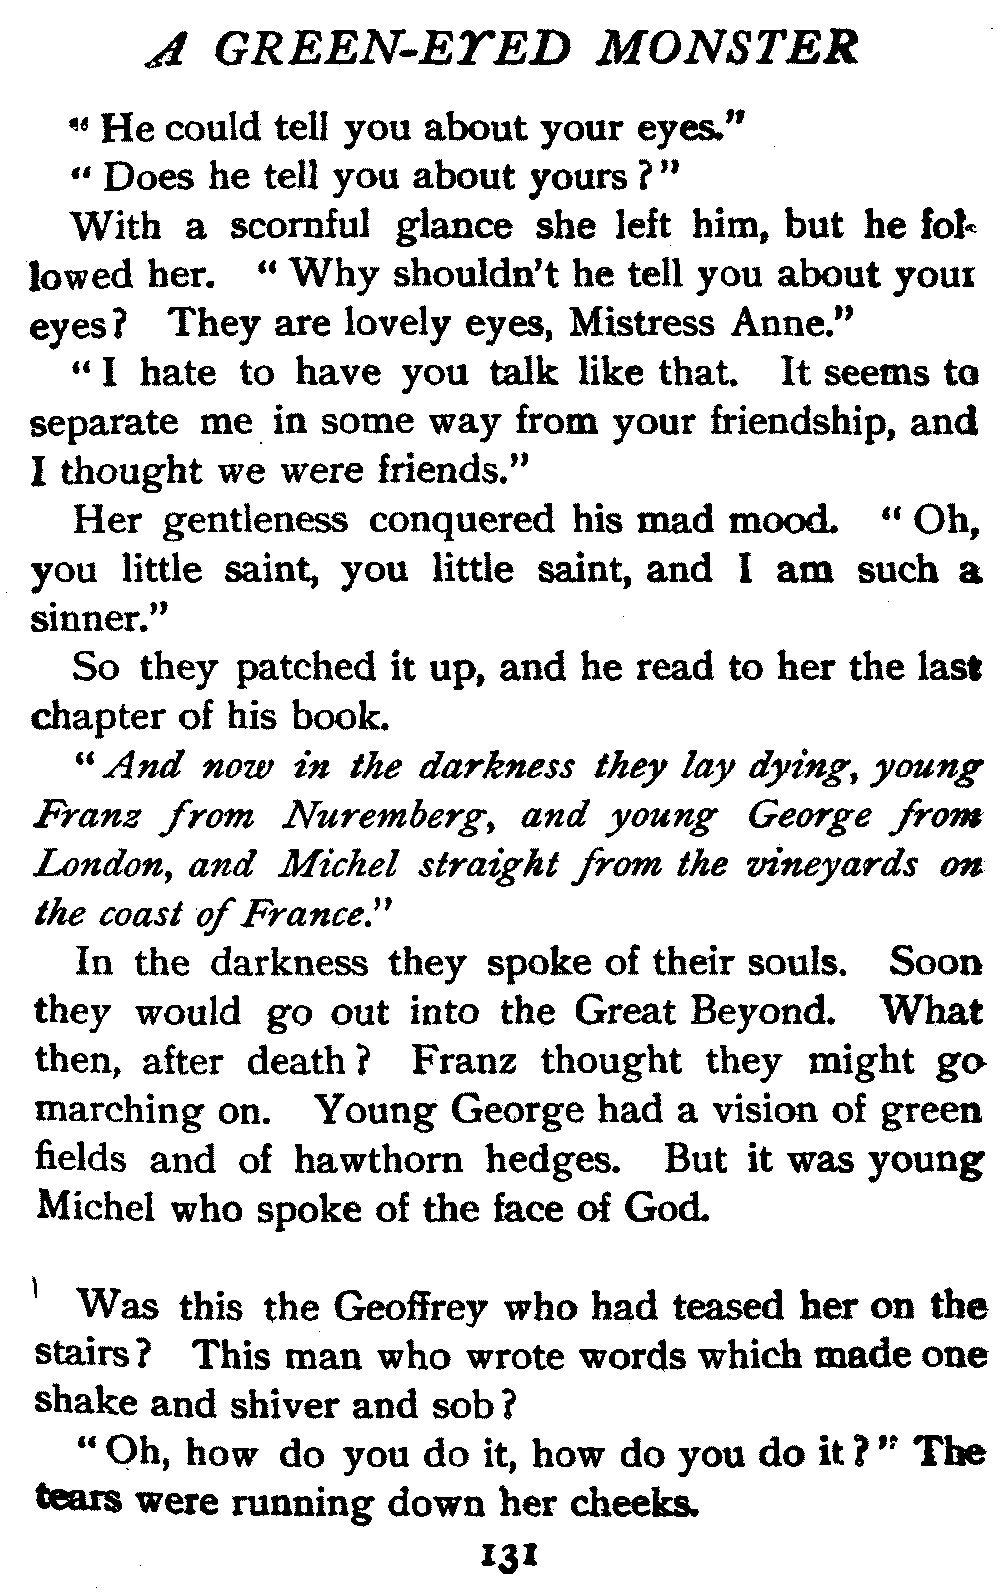 A GREEN-EYED MONSTER
" He could tell you about your eyes."
" Does he tell you about yours ?"
With a scornful glance she left him, but he fol-
lowed her. " Why shouldn't he tell you about your
eyes? They are lovely eyes, Mistress Anne."
" I hate to have you talk like that. It seems to
separate me in some way from your friendship, and
I thought we were friends."
Her gentleness conquered his mad mood. " Oh,
you little saint, you little saint, and I am such a
sinner."
So they patched it up, and he read to her the last
chapter of his book.
" And now in the darkness they lay dying, young
Franz from Nuremberg, and young George from
London, and Michel straight from the vineyards on
the coast of France."
In the darkness they spoke of their souls. Soon
they would go out into the Great Beyond. What
then, after death ? Franz thought they might go
marching on. Young George had a vision of green
fields and of hawthorn hedges. But it was young
Michel who spoke of the face of God.
Was this the Geoffrey who had teased her on the
stairs? This man who wrote words which made one
shake and shiver and sob ?
" Oh, how do you do it, how do you do it ?" The
tears were running down her cheeks.
131